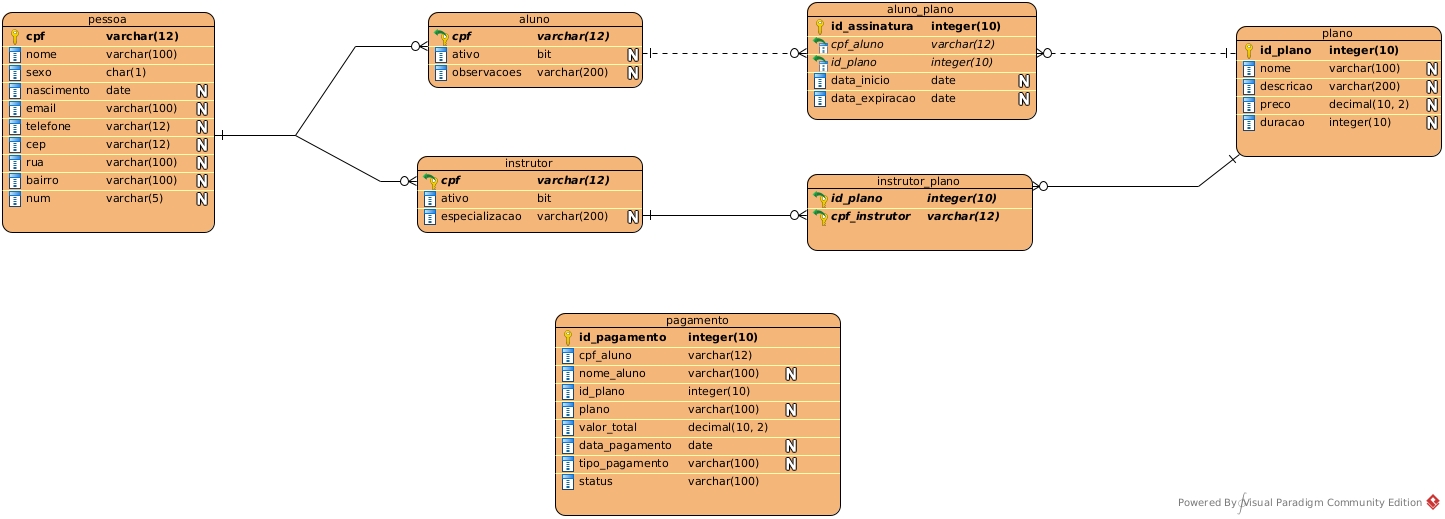 pessoa
cpf varchar(12)
nome varchar(100)
sexo char(1)
nascimento date N
email varchar(100) N
telefone varchar(12) N
cep varchar(12) N
rua varchar(100) N
bairro varchar(100) N
num varchar(5) N
aluno
cpf varchar(12)
ativo bit N
observacoes varchar(200) N
instrutor
cpf varchar(12)
ativo bit
especializacao varchar(200) N
aluno_plano
id_assinatura integer(10)
cpf_aluno varchar(12)
id_plano integer(10)
data_inicio date N
data_expiracao date N
instrutor_plano
id_plano integer(10)
cpf_instrutor varchar(12)
plano
id_plano integer(10)
nome varchar(100) N
descricao varchar(200) N
preco decimal(10, 2) N
duracao integer(10) N
pagamento
id_pagamento integer(10)
cpf_aluno varchar(12)
nome_aluno varchar(100) N
id_plano integer(10)
plano varchar(100) N
valor_total decimal(10, 2)
data_pagamento date N
tipo_pagamento varchar(100) N
status varchar(100)
Powered By Visual Paradigm Community Edition